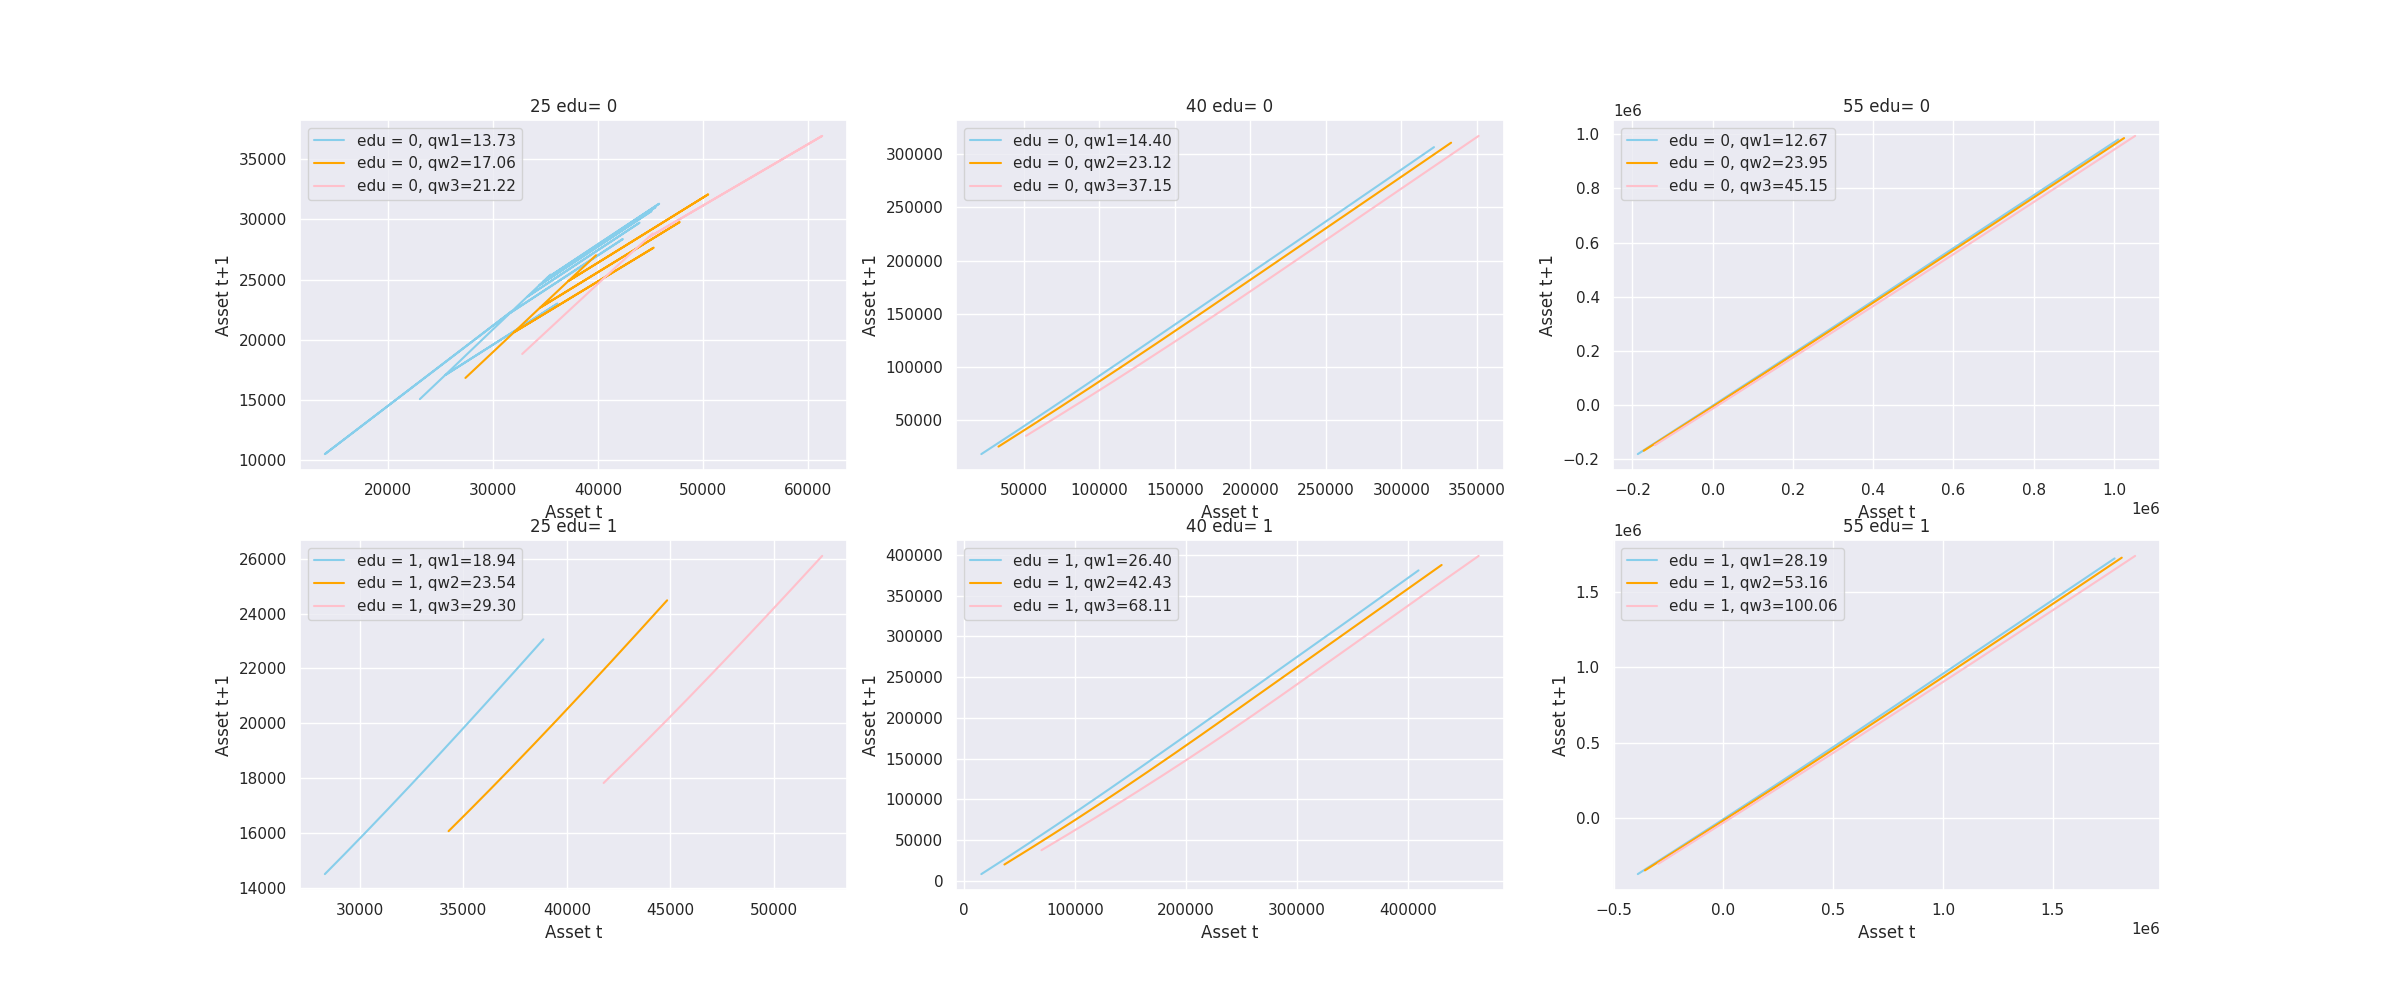 25 edu= 0
edu = 0, qw1=13.73
edu = 0, qw2=17.06
edu = 0, qw3=21.22
35000
30000
25000
20000
15000
10000
Asset t+1
20000 30000 40000 50000 60000
Asset t
40 edu= 0
edu = 0, qw1=14.40
edu = 0, qw2=23.12
edu = 0, qw3=37.15
300000
250000
200000
150000
100000
50000
Asset t+1
50000 100000 150000 200000 250000 300000 350000
Asset t
55 edu= 0
1e6
edu = 0, qw1=12.67
edu = 0, qw2=23.95
edu = 0, qw3=45.15
1.0
0.8
0.6
0.4
0.2
0.0
−0.2
Asset t+1
−0.2 0.0 0.2 0.4 0.6 0.8 1.0
1e6
Asset t
25 edu= 1
edu = 1, qw1=18.94
edu = 1, qw2=23.54
edu = 1, qw3=29.30
26000
24000
22000
20000
18000
16000
14000
Asset t+1
30000 35000 40000 45000 50000
Asset t
40 edu= 1
edu = 1, qw1=26.40
edu = 1, qw2=42.43
edu = 1, qw3=68.11
400000
350000
300000
250000
200000
150000
100000
50000
0
Asset t+1
0 100000 200000 300000 400000
Asset t
55 edu= 1
1e6
edu = 1, qw1=28.19
edu = 1, qw2=53.16
edu = 1, qw3=100.06
1.5
1.0
0.5
0.0
Asset t+1
−0.5 0.0 0.5 1.0 1.5
1e6
Asset t